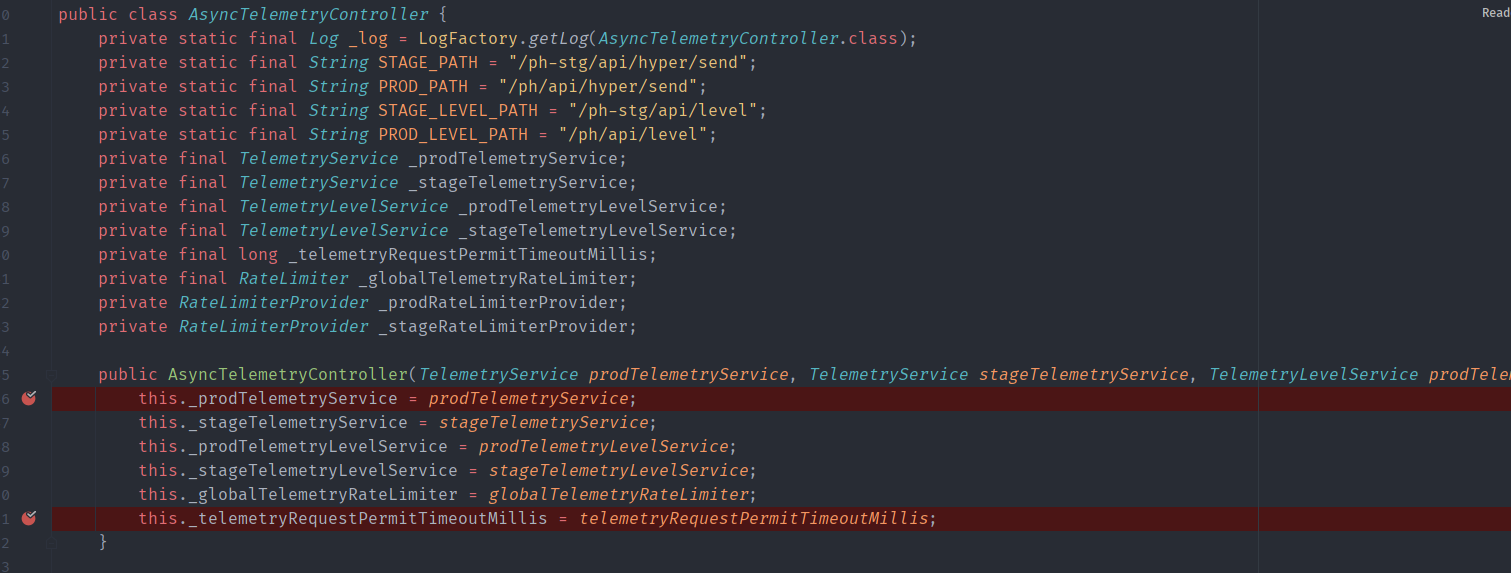 0 public class AsyncTelemetryController { Read
1 private static final Log _log = LogFactory.getLog(AsyncTelemetryController.class);
2 private static final String STAGE_PATH = "/ph-stg/api/hyper/send";
3 private static final String PROD_PATH = "/ph/api/hyper/send";
4 private static final String STAGE_LEVEL_PATH = "/ph-stg/api/level";
5 private static final String PROD_LEVEL_PATH = "/ph/api/level";
6 private final TelemetryService _prodTelemetryService;
7 private final TelemetryService _stageTelemetryService;
8 private final TelemetryLevelService _prodTelemetryLevelService;
9 private final TelemetryLevelService _stageTelemetryLevelService;
0 private final long _telemetryRequestPermitTimeoutMillis;
1 private final RateLimiter _globalTelemetryRateLimiter;
2 private RateLimiterProvider _prodRateLimiterProvider;
3 private RateLimiterProvider _stageRateLimiterProvider;
4
5 public AsyncTelemetryController(TelemetryService prodTelemetryService, TelemetryService stageTelemetryService, TelemetryLevelService prodTele
6 this._prodTelemetryService = prodTelemetryService;
7 this._stageTelemetryService = stageTelemetryService;
8 this._prodTelemetryLevelService = prodTelemetryLevelService;
9 this._stageTelemetryLevelService = stageTelemetryLevelService;
0 this._globalTelemetryRateLimiter = globalTelemetryRateLimiter;
1 this._telemetryRequestPermitTimeoutMillis = telemetryRequestPermitTimeoutMillis;
2 }
3